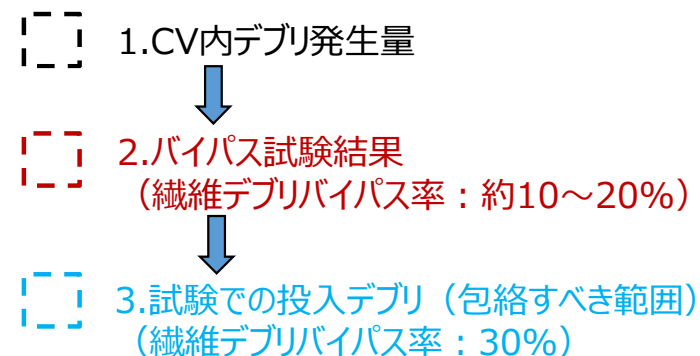 1.CV内デブリ発生量
2.バイパス試験結果
（繊維デブリバイパス率：約10～20%）
3.試験での投入デブリ（包絡すべき範囲）
（繊維デブリバイパス率：30%）